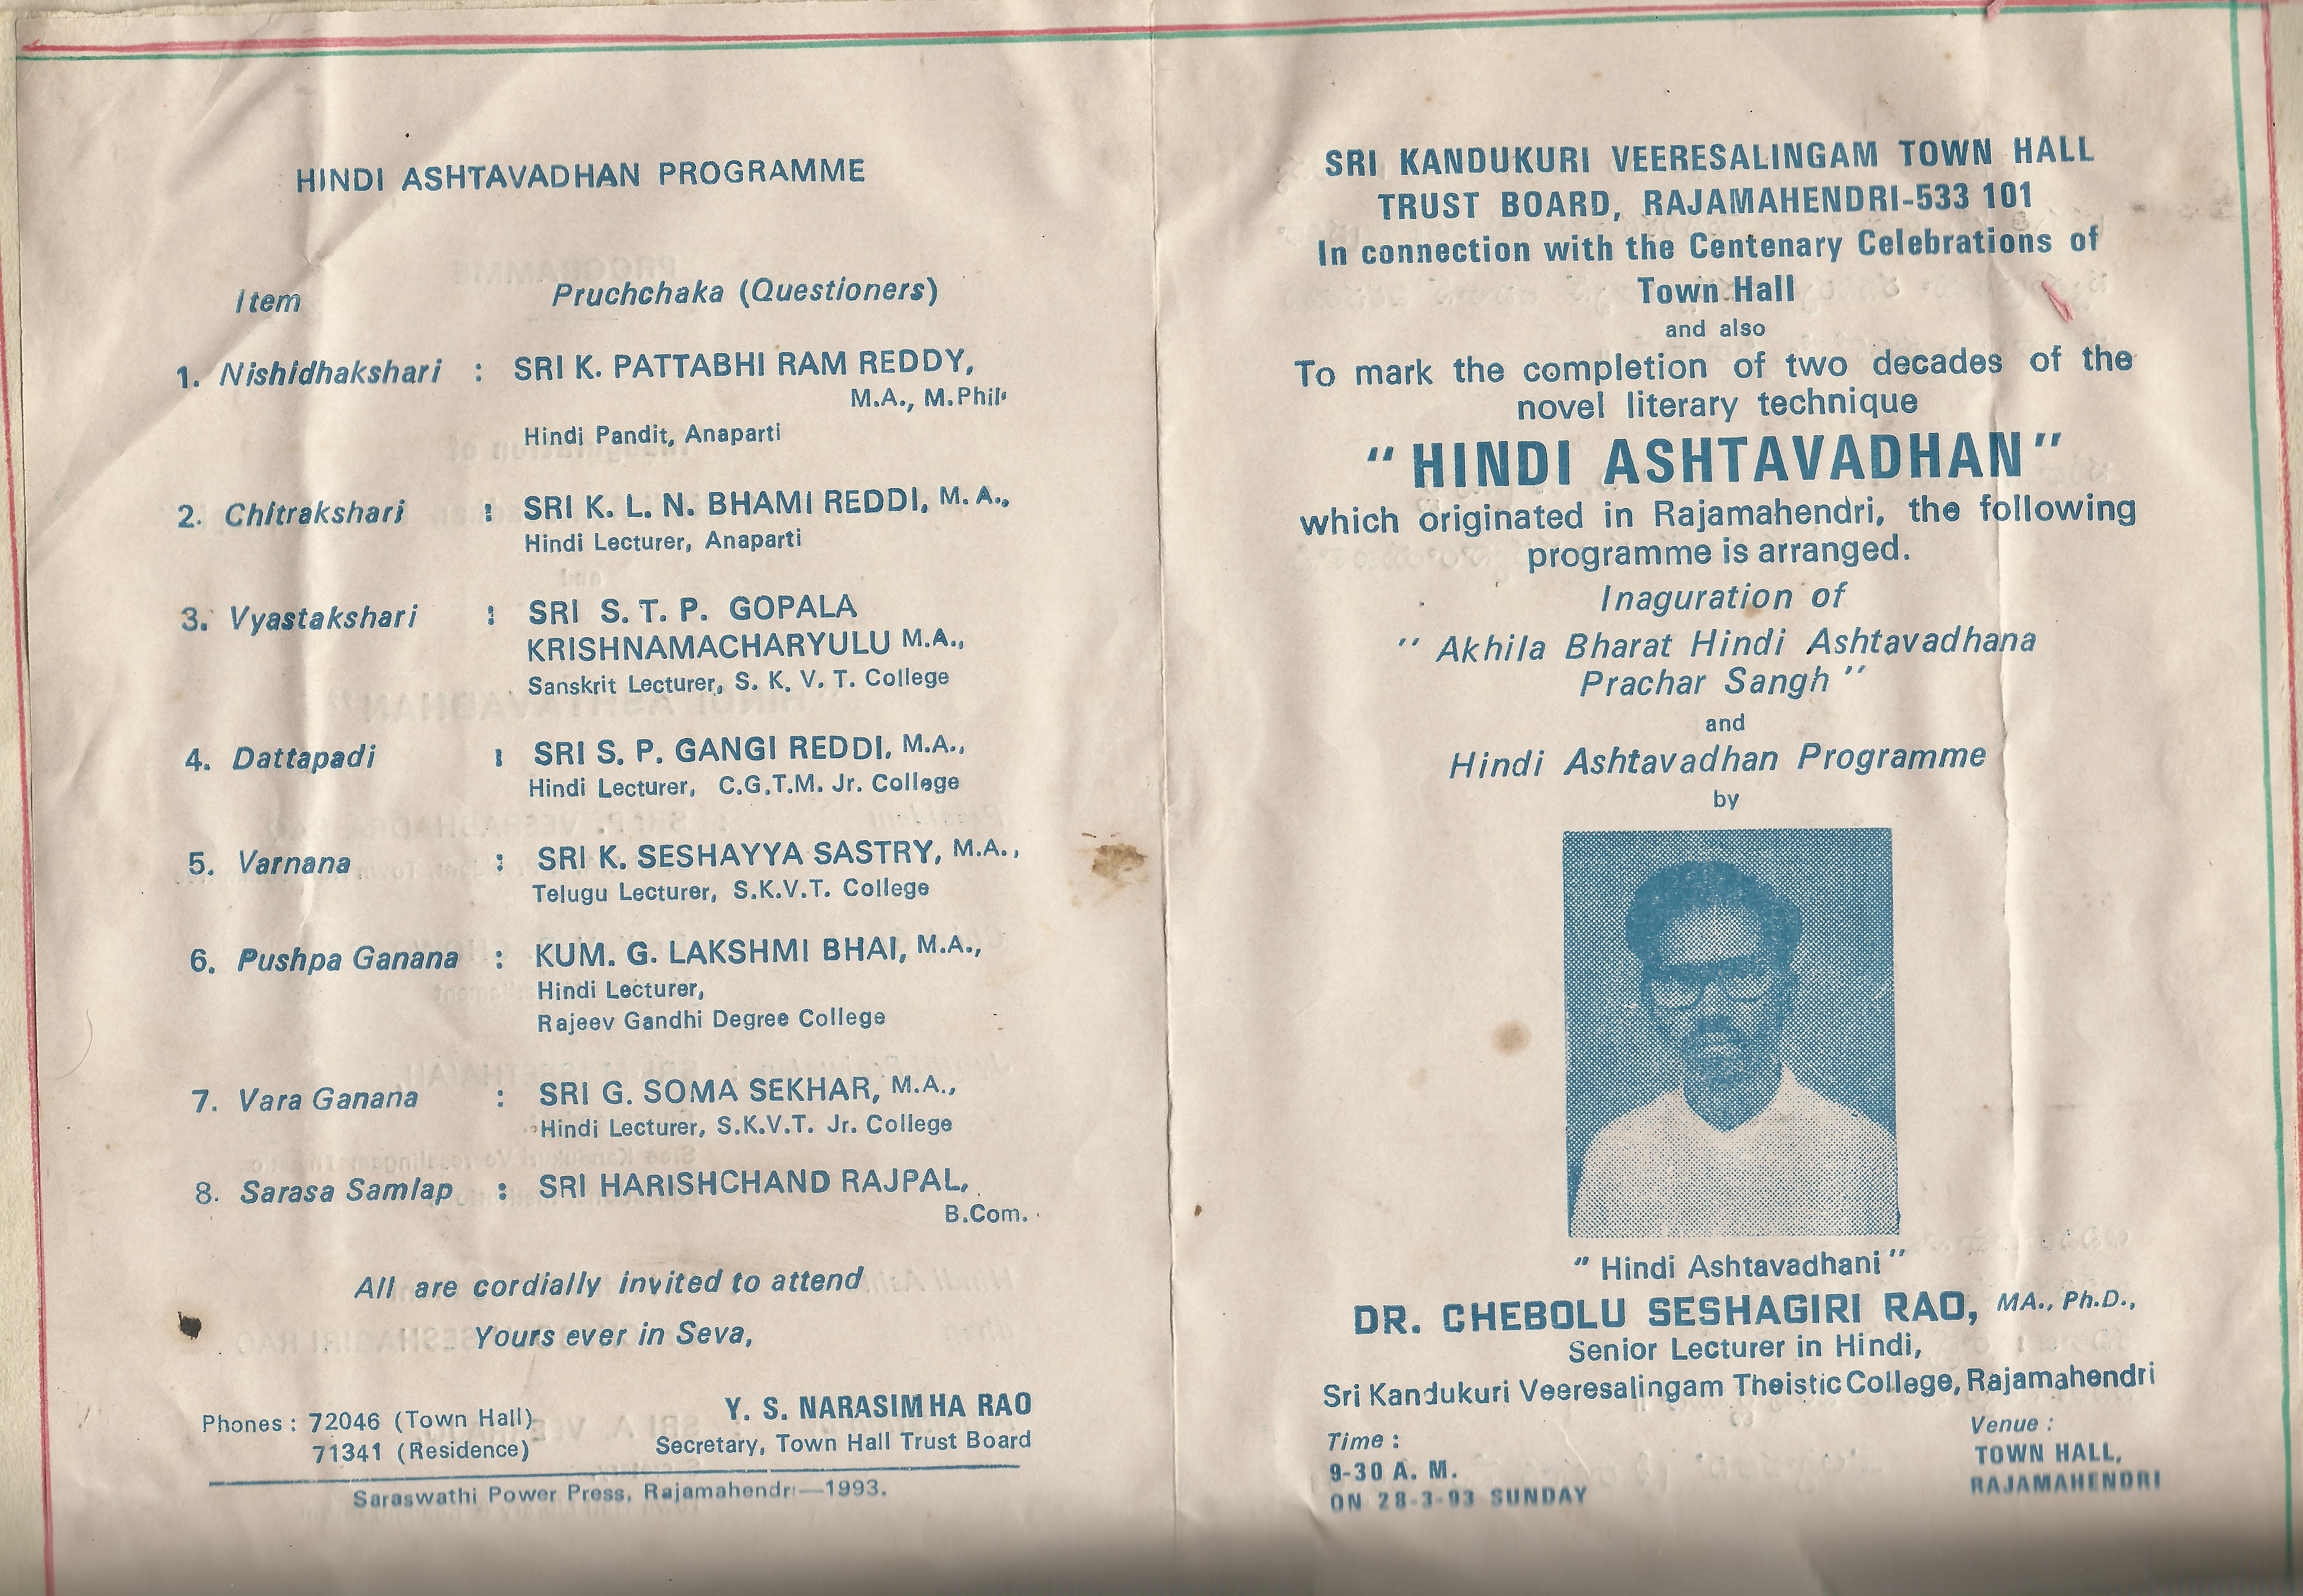 HINDI ASHTAVADHAN PROGRAMME
Item Pruchchaka (Questioners)
1. Nishidhakshari : SRI K. PATTABHI RAM REDDY,
M.A., M.Phil.
Hindi Pandit, Anaparti
2. Chitrakshari : SRI K. L. N. BHAMI REDDI, M. A.,
Hindi Lecturer, Anaparti
3. Vyastakshari : SRI S. T. P. GOPALA
KRISHNAMACHARYULU M.A.,
Sanskrit Lecturer, S. K. V. T. College
4. Dattapadi : SRI S. P. GANGI REDDI, M.A.,
Hindi Lecturer, C.G.T.M. Jr. College
5. Varnana : SRI K. SESHAYYA SASTRY, M.A.,
Telugu Lecturer, S.K.V.T. College
6. Pushpa Ganana : KUM. G. LAKSHMI BHAI, M.A.,
Hindi Lecturer,
Rajeev Gandhi Degree College
7. Vara Ganana : SRI G. SOMA SEKHAR, M.A.,
Hindi Lecturer, S.K.V.T. Jr. College
8. Sarasa Samlap : SRI HARISHCHAND RAJPAL,
B.Com.
All are cordially invited to attend
Yours ever in Seva,
Y. S. NARASIMHA RAO
Secretary, Town Hall Trust Board
Phones : 72046 (Town Hall)
71341 (Residence)
Saraswathi Power Press, Rajamahendri—1993.
SRI KANDUKURI VEERESALINGAM TOWN HALL
TRUST BOARD, RAJAMAHENDRI-533 101
In connection with the Centenary Celebrations of
Town Hall
and also
To mark the completion of two decades of the
novel literary technique
"HINDI ASHTAVADHAN"
which originated in Rajamahendri, the following
programme is arranged.
Inaguration of
" Akhila Bharat Hindi Ashtavadhana
Prachar Sangh "
and
Hindi Ashtavadhan Programme
by
" Hindi Ashtavadhani "
DR. CHEBOLU SESHAGIRI RAO, MA., Ph.D.,
Senior Lecturer in Hindi,
Sri Kandukuri Veeresalingam Theistic College, Rajamahendri
Time :
9-30 A. M.
ON 28-3-93 SUNDAY
Venue :
TOWN HALL,
RAJAMAHENDRI